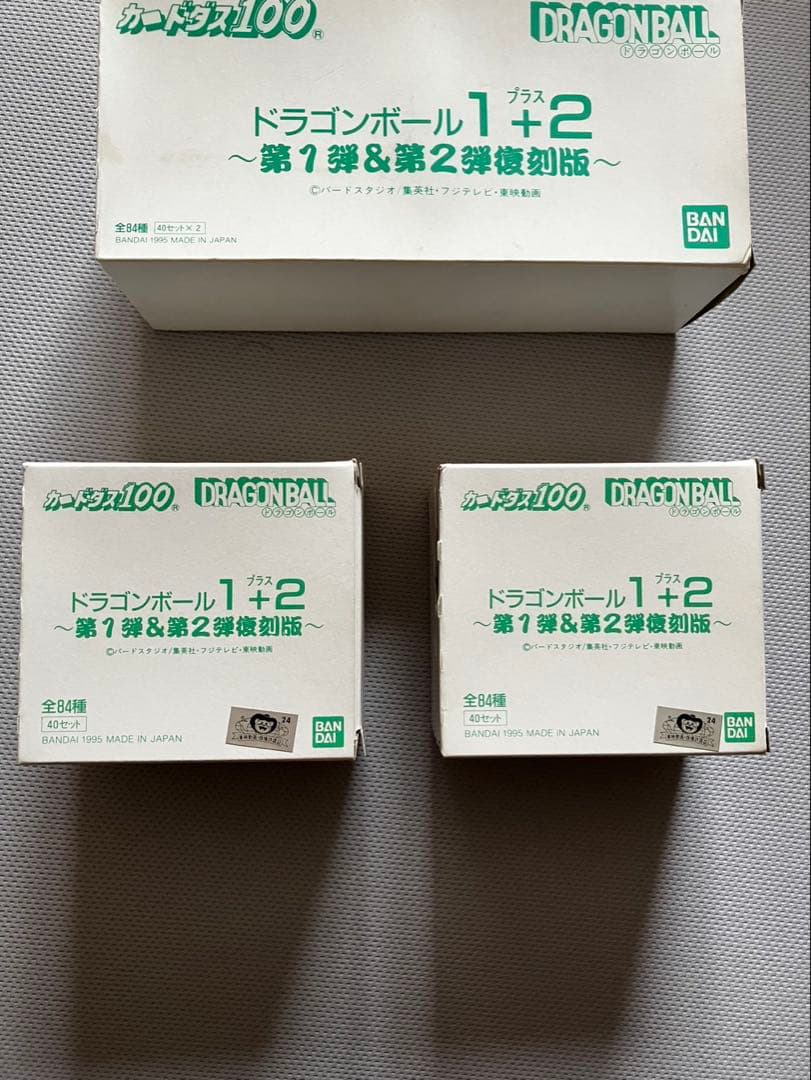 カードダス100® DRAGONBALL
ドラゴンボール
プラス
ドラゴンボール1+2
～第1弾&第2弾復刻版～
©バードスタジオ/集英社・フジテレビ・東映動画
全84種 40セット×2
BANDAI 1995 MADE IN JAPAN
BAN
DAI
カードダス100® DRAGONBALL
ドラゴンボール
プラス
ドラゴンボール1+2
～第1弾&第2弾復刻版～
©バードスタジオ/集英社・フジテレビ・東映動画
全84種
40セット
BANDAI 1995 MADE IN JAPAN
24
BAN
DAI
カードダス100® DRAGONBALL
ドラゴンボール
プラス
ドラゴンボール1+2
～第1弾&第2弾復刻版～
©バードスタジオ/集英社・フジテレビ・東映動画
全84種
40セット
BANDAI 1995 MADE IN JAPAN
24
BAN
DAI